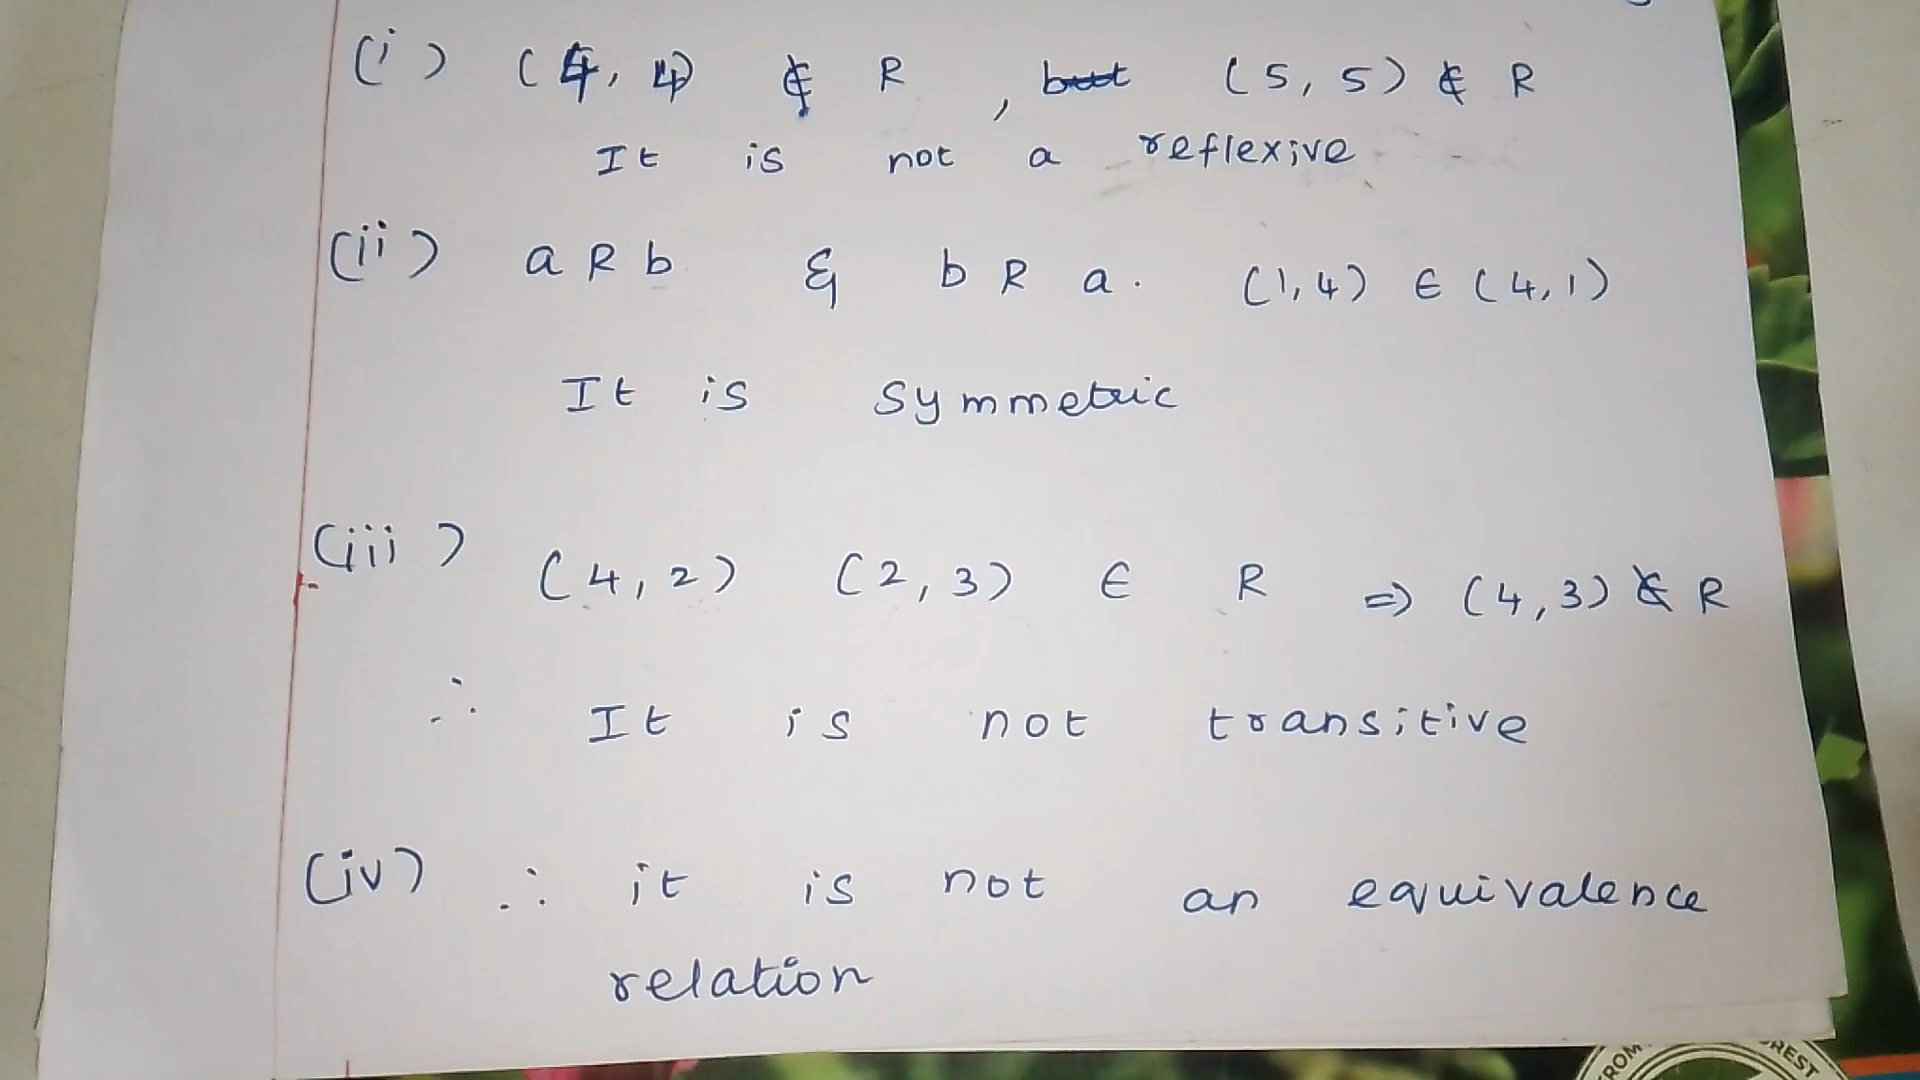 (i) (4, 4) ∉ R , but (5, 5) ∉ R
It is not a reflexive
(ii) a R b & b R a. (1, 4) ∈ (4, 1)
It is Symmetric
(iii) (4, 2) (2, 3) ∈ R ⇒ (4, 3) ∉ R
∴ It is not transitive
(iv) ∴ it is not an equivalence
relation